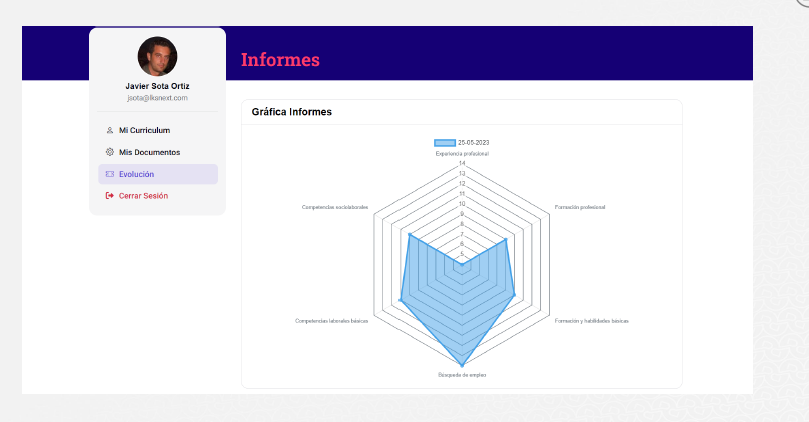 Informes
Javier Sota Ortiz
jsota@lksnext.com
Mi Curriculum
Mis Documentos
Evolución
Cerrar Sesión
Gráfica Informes
25-05-2023
Experiencia profesional
14
13
12
11
10
9
8
7
6
5
Competencias sociolaborales
Formación profesional
Competencias laborales básicas
Formación y habilidades básicas
Búsqueda de empleo